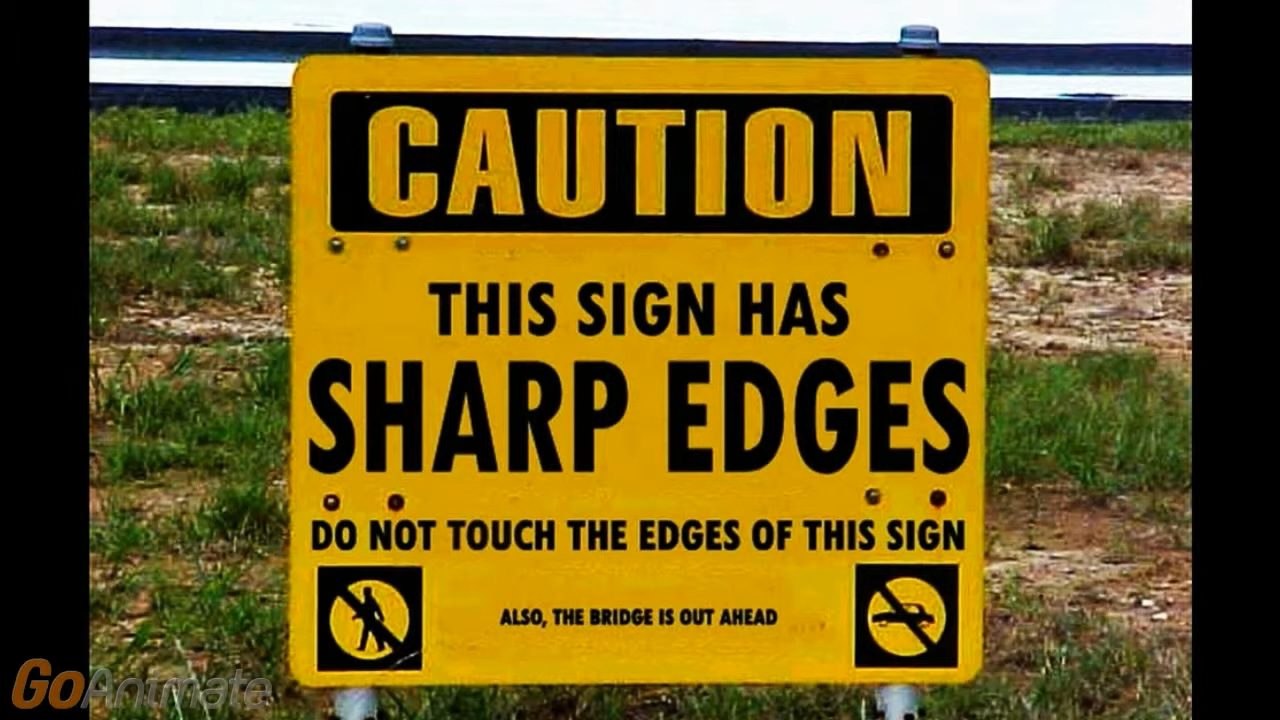 CAUTION
THIS SIGN HAS
SHARP EDGES
DO NOT TOUCH THE EDGES OF THIS SIGN
ALSO, THE BRIDGE IS OUT AHEAD
GoAnimate